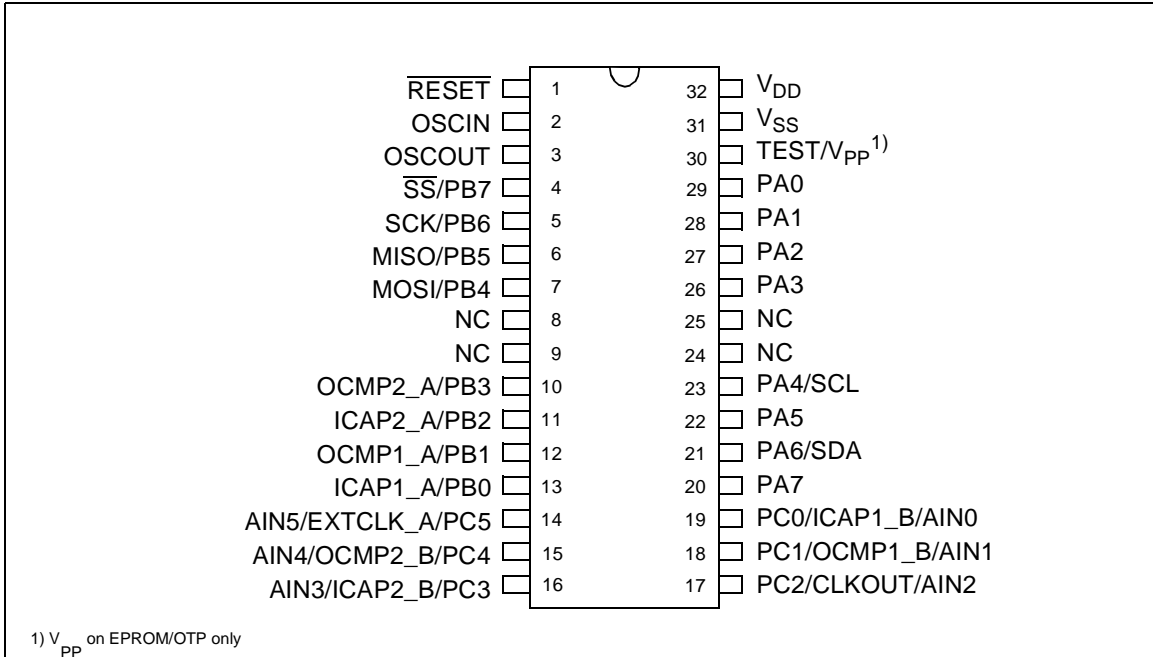 RESET 1 32 VDD
OSCIN 2 31 VSS
OSCOUT 3 30 TEST/VPP1)
SS/PB7 4 29 PA0
SCK/PB6 5 28 PA1
MISO/PB5 6 27 PA2
MOSI/PB4 7 26 PA3
NC 8 25 NC
NC 9 24 NC
OCMP2_A/PB3 10 23 PA4/SCL
ICAP2_A/PB2 11 22 PA5
OCMP1_A/PB1 12 21 PA6/SDA
ICAP1_A/PB0 13 20 PA7
AIN5/EXTCLK_A/PC5 14 19 PC0/ICAP1_B/AIN0
AIN4/OCMP2_B/PC4 15 18 PC1/OCMP1_B/AIN1
AIN3/ICAP2_B/PC3 16 17 PC2/CLKOUT/AIN2
1) VPP on EPROM/OTP only